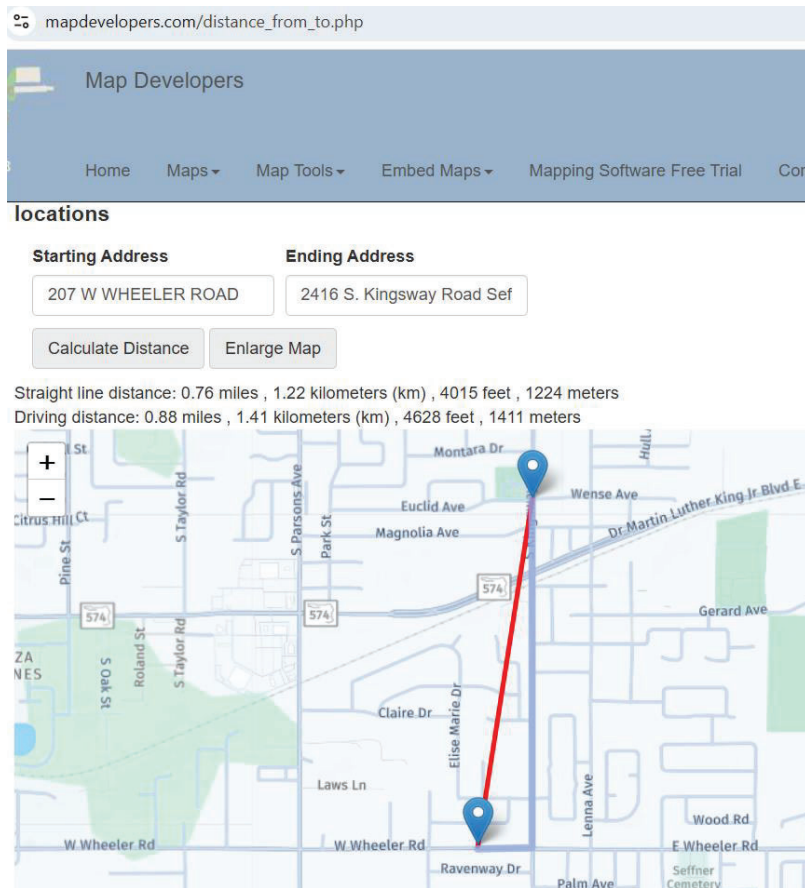 mapdevelopers.com/distance_from_to.php
Map Developers
Home Maps Map Tools Embed Maps Mapping Software Free Trial
locations
Starting Address Ending Address
207 W WHEELER ROAD 2416 S. Kingsway Road Sef
Calculate Distance Enlarge Map
Straight line distance: 0.76 miles , 1.22 kilometers (km) , 4015 feet , 1224 meters
Driving distance: 0.88 miles , 1.41 kilometers (km) , 4628 feet , 1411 meters
+
−
St
Montara Dr
Wense Ave
Euclid Ave
Citrus Hill Ct
S Taylor Rd
S Parsons Ave
Park St
Magnolia Ave
Dr Martin Luther King Jr Blvd E
Pine St
574
574
574
Gerard Ave
Roland St
S Taylor Rd
S Oak St
Claire Dr
Elise Marie Dr
Laws Ln
Lenna Ave
Wood Rd
W Wheeler Rd
W Wheeler Rd
E Wheeler Rd
Ravenway Dr
Palm Ave
Seffner
Cemetery